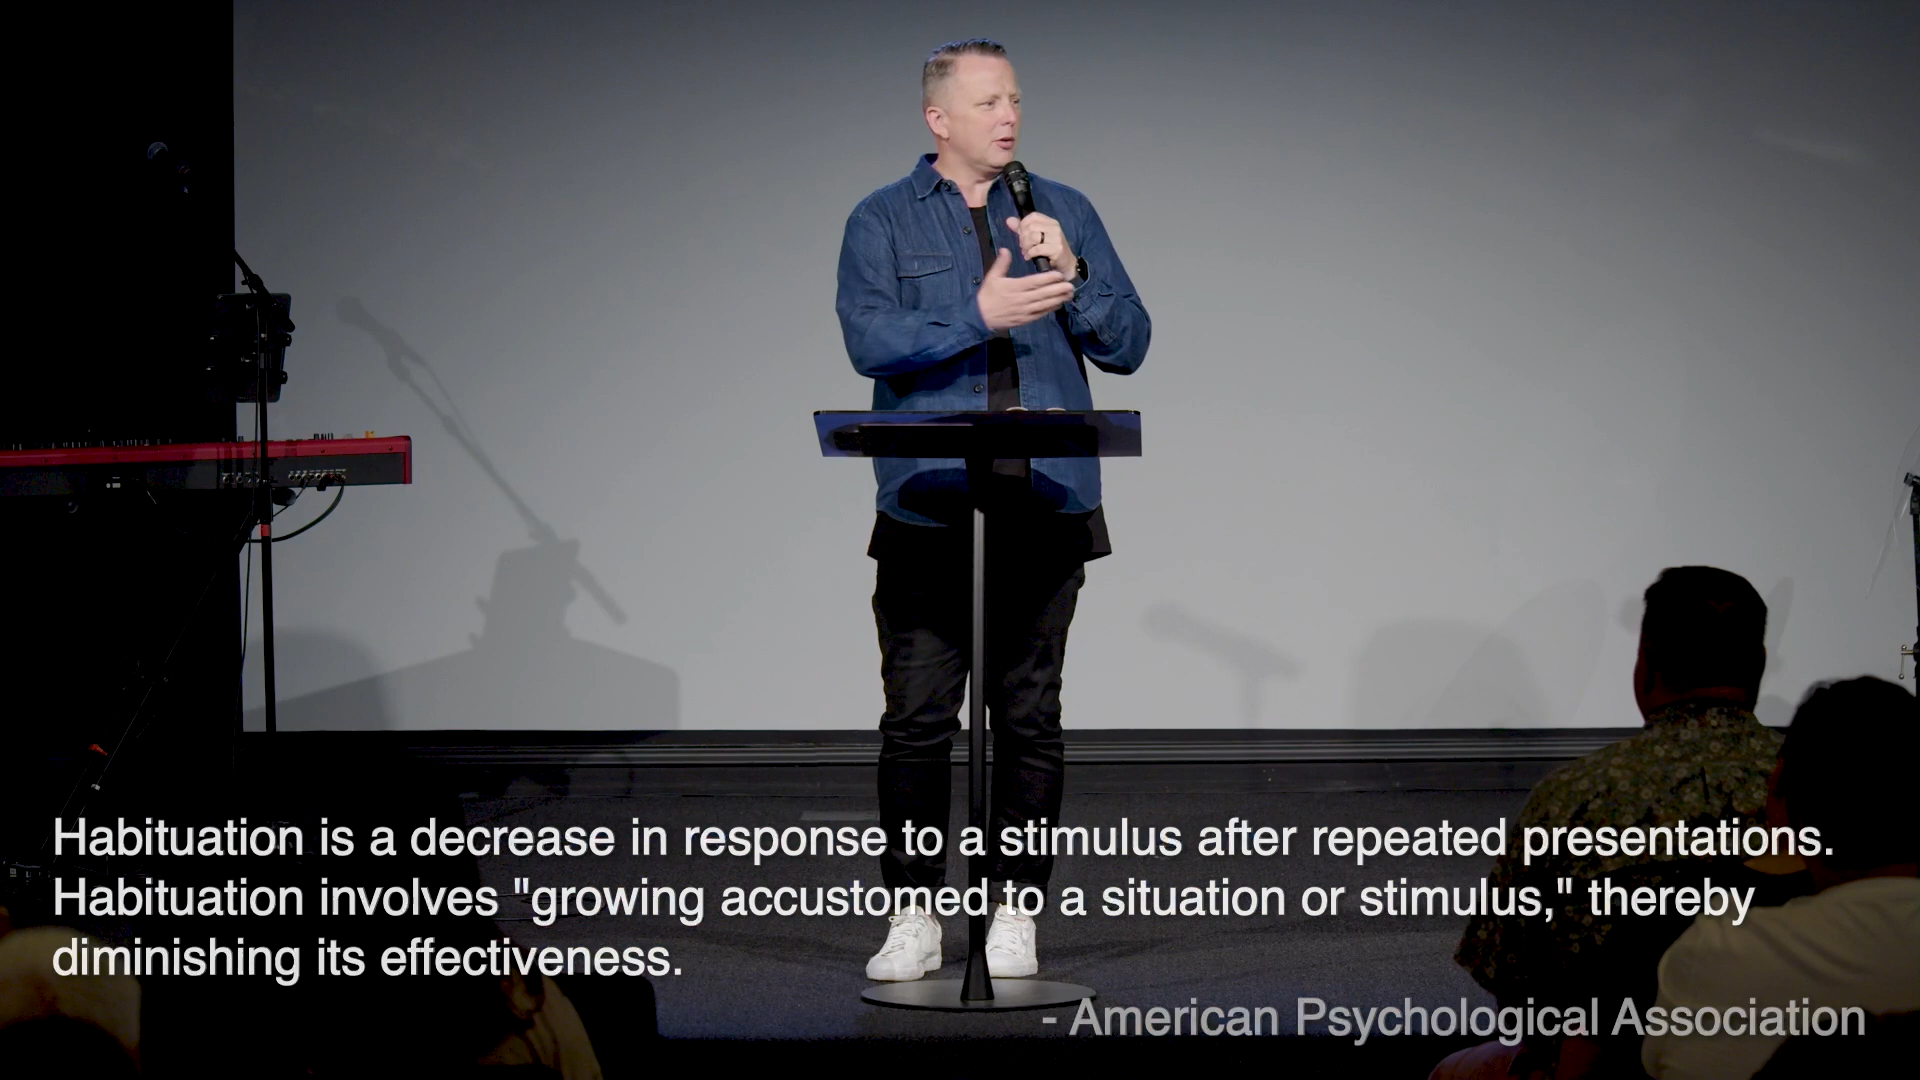 Habituation is a decrease in response to a stimulus after repeated presentations.
Habituation involves "growing accustomed to a situation or stimulus," thereby
diminishing its effectiveness.
- American Psychological Association